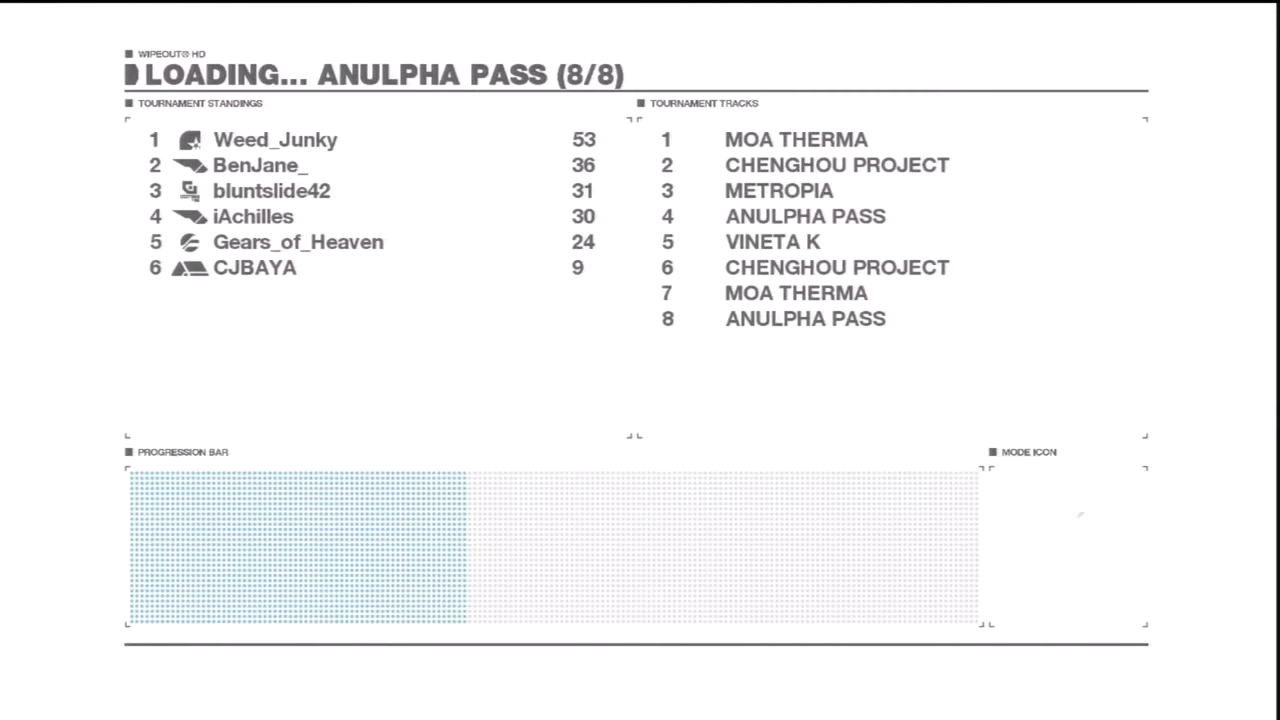 WIPEOUT® HD
LOADING... ANULPHA PASS (8/8)
TOURNAMENT STANDINGS
1 Weed_Junky 53
2 BenJane_ 36
3 bluntslide42 31
4 iAchilles 30
5 Gears_of_Heaven 24
6 CJBAYA 9
TOURNAMENT TRACKS
1 MOA THERMA
2 CHENGHOU PROJECT
3 METROPIA
4 ANULPHA PASS
5 VINETA K
6 CHENGHOU PROJECT
7 MOA THERMA
8 ANULPHA PASS
PROGRESSION BAR
MODE ICON